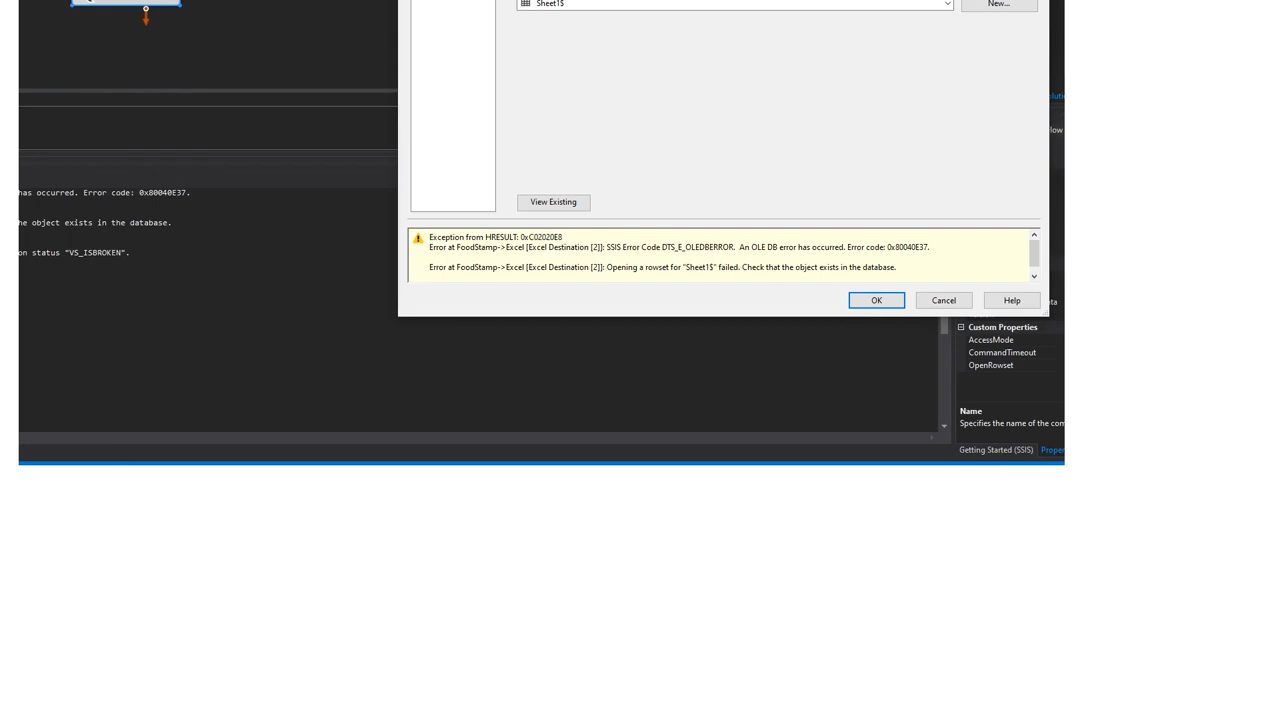 Sheet1$
New...
has occurred. Error code: 0x80040E37.
he object exists in the database.
on status "VS_ISBROKEN".
View Existing
Exception from HRESULT: 0xC02020E8
Error at FoodStamp->Excel [Excel Destination [2]]: SSIS Error Code DTS_E_OLEDBERROR.  An OLE DB error has occurred. Error code: 0x80040E37.
Error at FoodStamp->Excel [Excel Destination [2]]: Opening a rowset for "Sheet1$" failed. Check that the object exists in the database.
OK
Cancel
Help
Custom Properties
AccessMode
CommandTimeout
OpenRowset
Name
Specifies the name of the com
Getting Started (SSIS)
Proper